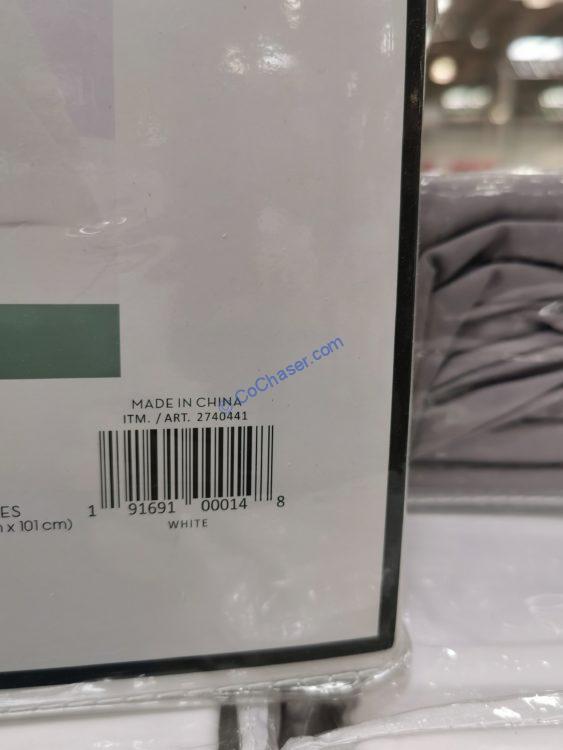 © CoChaser.com
MADE IN CHINA
ITM. / ART. 2740441
1 91691 00014 8
WHITE
ES
x 101 cm)